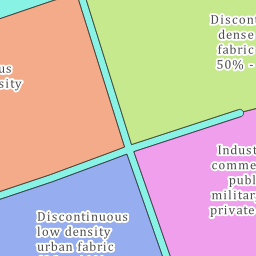 Discont
dense
fabric
50% -
us
sity
Indust
comme
publ
militar
private
Discontinuous
low density
urban fabric